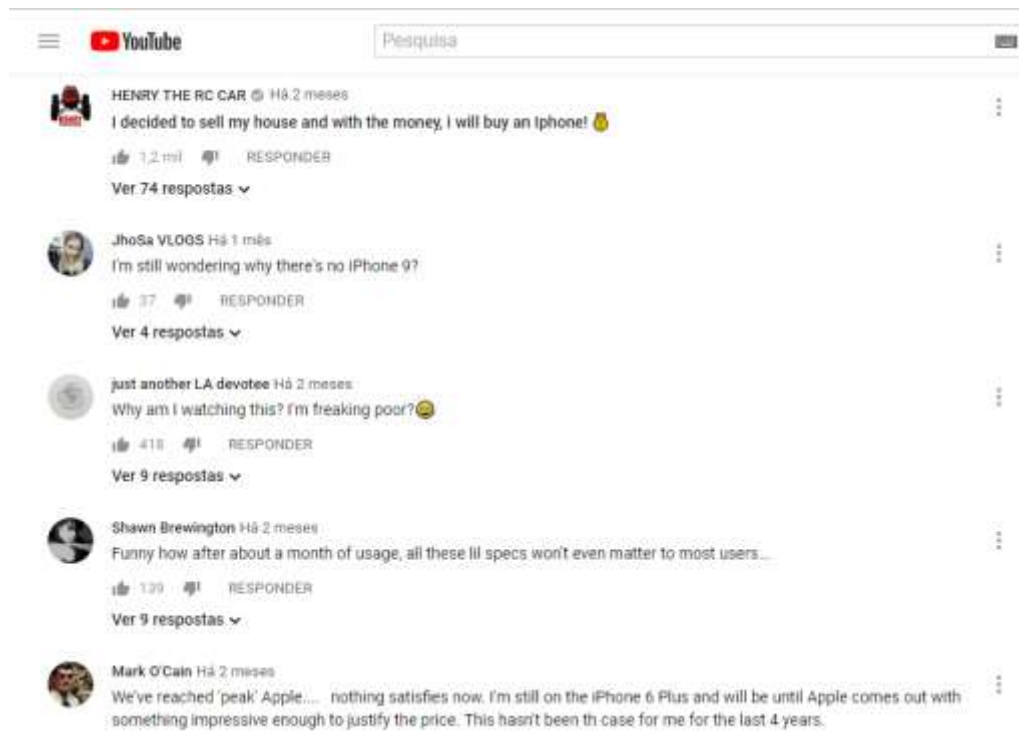 YouTube
Pesquisa
HENRY THE RC CAR Há 2 meses
I decided to sell my house and with the money, i will buy an Iphone!
1,2 mil RESPONDER
Ver 74 respostas
JhoSa VLOGS Há 1 mês
I'm still wondering why there's no iPhone 9?
37 RESPONDER
Ver 4 respostas
just another LA devotee Há 2 meses
Why am I watching this? I'm freaking poor?
418 RESPONDER
Ver 9 respostas
Shawn Brewington Há 2 meses
Funny how after about a month of usage, all these lil specs won't even matter to most users...
139 RESPONDER
Ver 9 respostas
Mark O'Cain Há 2 meses
We've reached 'peak' Apple.... nothing satisfies now. I'm still on the iPhone 6 Plus and will be until Apple comes out with
something impressive enough to justify the price. This hasn't been th case for me for the last 4 years.